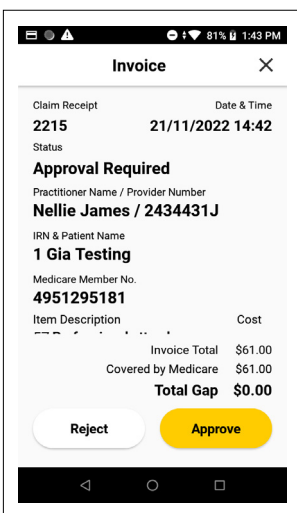 81% 1:43 PM
Invoice
Claim Receipt Date & Time
2215 21/11/2022 14:42
Status
Approval Required
Practitioner Name / Provider Number
Nellie James / 2434431J
IRN & Patient Name
1 Gia Testing
Medicare Member No.
4951295181
Item Description Cost
Invoice Total $61.00
Covered by Medicare $61.00
Total Gap $0.00
Reject Approve